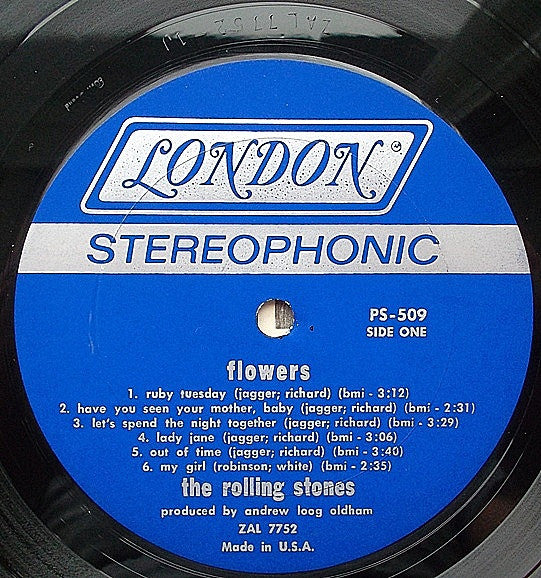 ZAL 7752
LONDON
STEREOPHONIC
PS-509
SIDE ONE
flowers
1. ruby tuesday (jagger; richard) (bmi - 3:12)
2. have you seen your mother, baby (jagger; richard) (bmi - 2:31)
3. let's spend the night together (jagger; richard) (bmi - 3:29)
4. lady jane (jagger; richard) (bmi - 3:06)
5. out of time (jagger; richard) (bmi - 3:40)
6. my girl (robinson; white) (bmi - 2:35)
the rolling stones
produced by andrew loog oldham
ZAL 7752
Made in U.S.A.